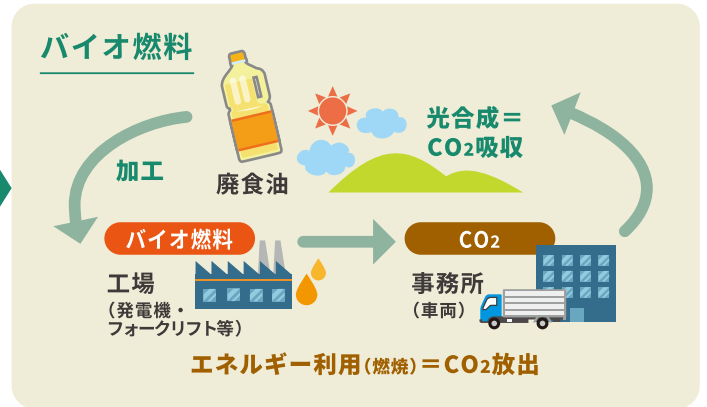 バイオ燃料
光合成＝
CO2吸収
加工
廃食油
バイオ燃料
CO2
工場
（発電機・
フォークリフト等）
事務所
（車両）
エネルギー利用（燃焼）＝CO2放出